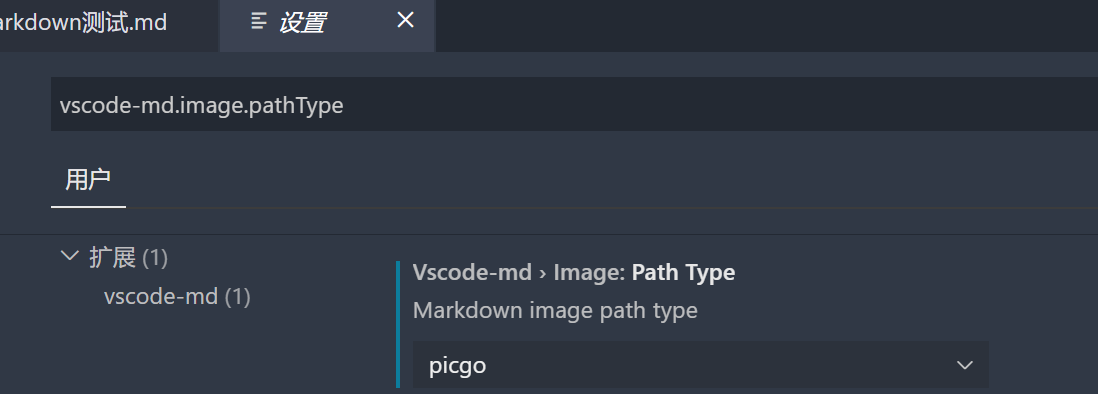 arkdown测试.md
设置
vscode-md.image.pathType
用户
扩展 (1)
vscode-md (1)
Vscode-md › Image: Path Type
Markdown image path type
picgo